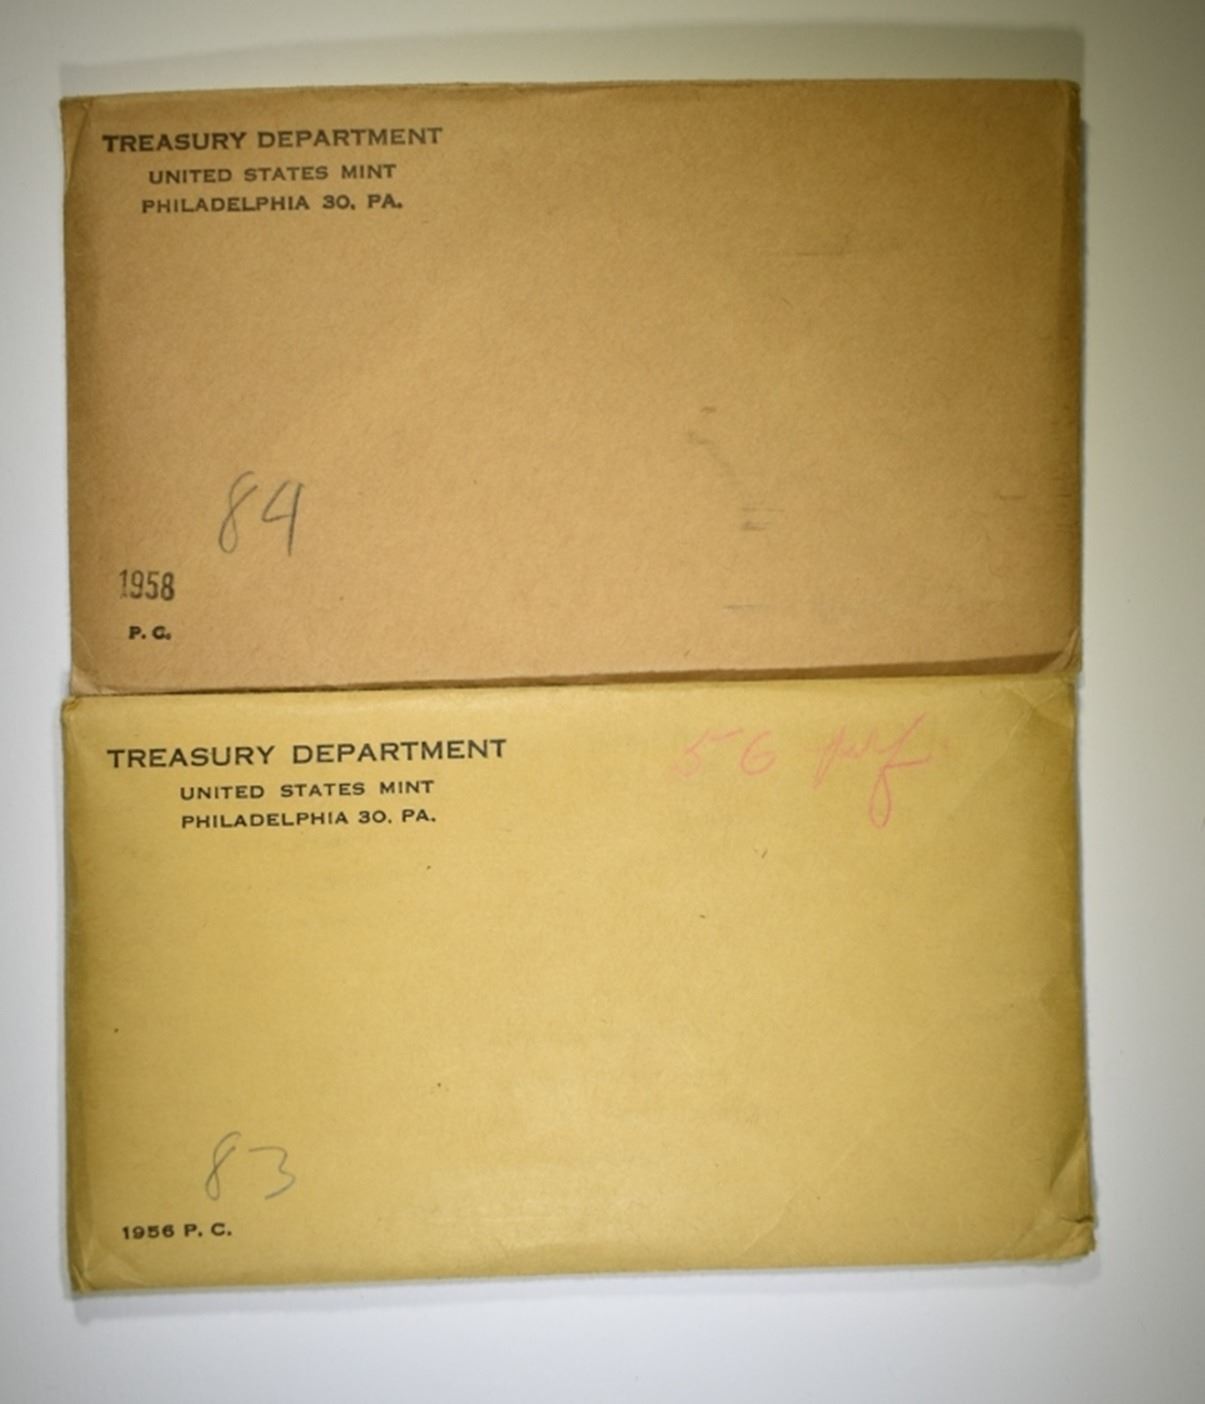 TREASURY DEPARTMENT
UNITED STATES MINT
PHILADELPHIA 30, PA.
84
1958
P. C.
TREASURY DEPARTMENT
UNITED STATES MINT
PHILADELPHIA 30, PA.
56
83
1956 P. C.